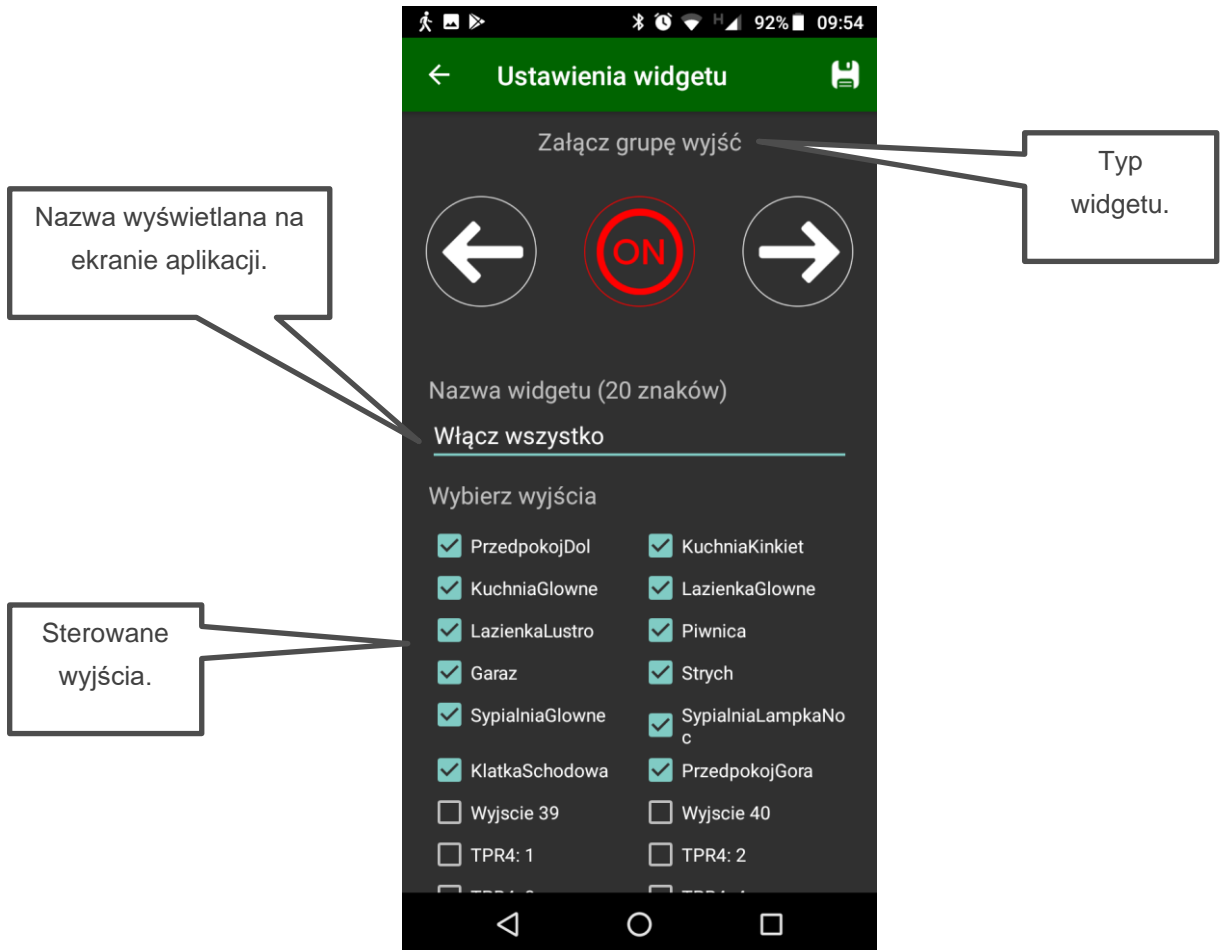 H 92% 09:54
Ustawienia widgetu
Załącz grupę wyjść
Typ
widgetu.
Nazwa wyświetlana na
ekranie aplikacji.
ON
Nazwa widgetu (20 znaków)
Włącz wszystko
Wybierz wyjścia
PrzedpokojDol KuchniaKinkiet
KuchniaGlowne LazienkaGlowne
Sterowane
wyjścia.
LazienkaLustro Piwnica
Garaz Strych
SypialniaGlowne SypialniaLampkaNo
c
KlatkaSchodowa PrzedpokojGora
Wyjscie 39 Wyjscie 40
TPR4: 1 TPR4: 2